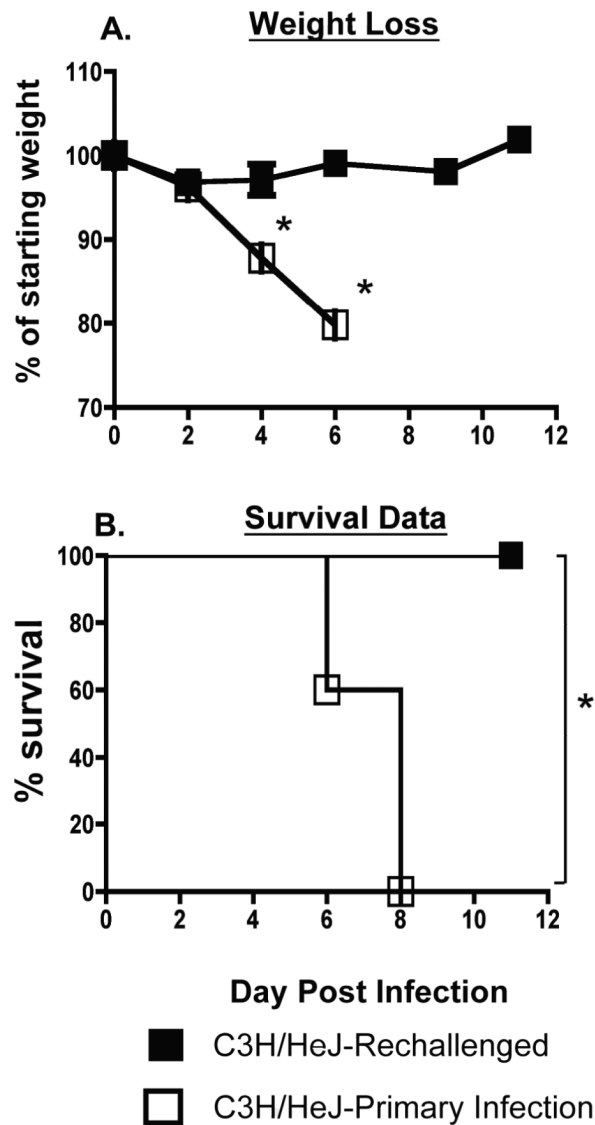 A. Weight Loss
% of starting weight
110
100
90
80
70
*
*
0 2 4 6 8 10 12
B. Survival Data
% survival
100
80
60
40
20
0
*
0 2 4 6 8 10 12
Day Post Infection
C3H/HeJ-Rechallenged
C3H/HeJ-Primary Infection